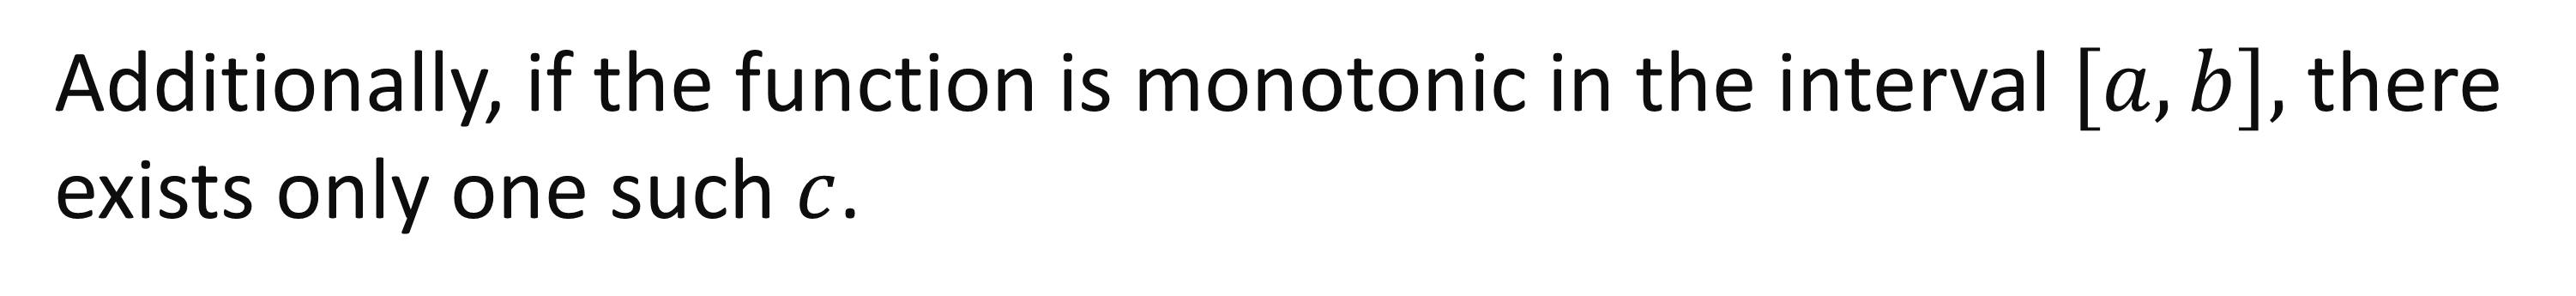 Additionally, if the function is monotonic in the interval [a, b], there
exists only one such c.